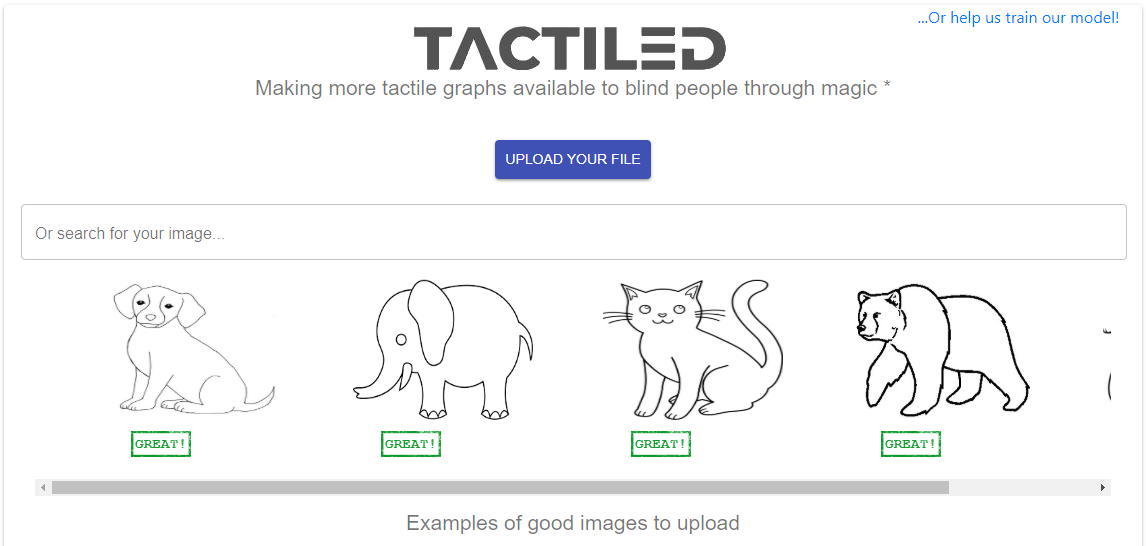 ...Or help us train our model!
TACTILED
Making more tactile graphs available to blind people through magic *
UPLOAD YOUR FILE
Or search for your image...
GREAT! GREAT! GREAT! GREAT!
Examples of good images to upload